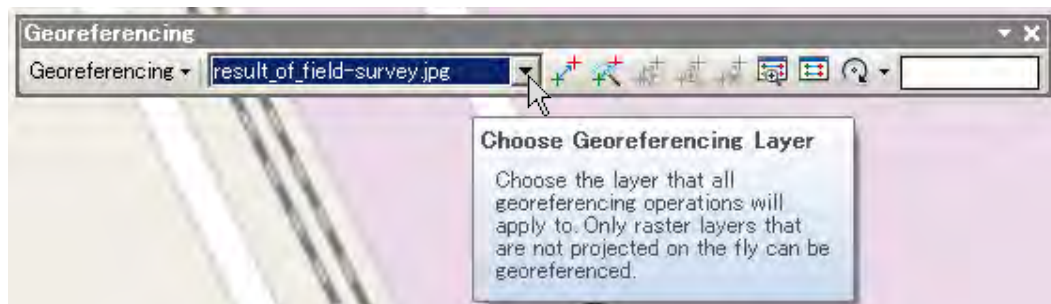 Georeferencing
Georeferencing result_of_field-survey.jpg
Choose Georeferencing Layer
Choose the layer that all
georeferencing operations will
apply to. Only raster layers that
are not projected on the fly can be
georeferenced.